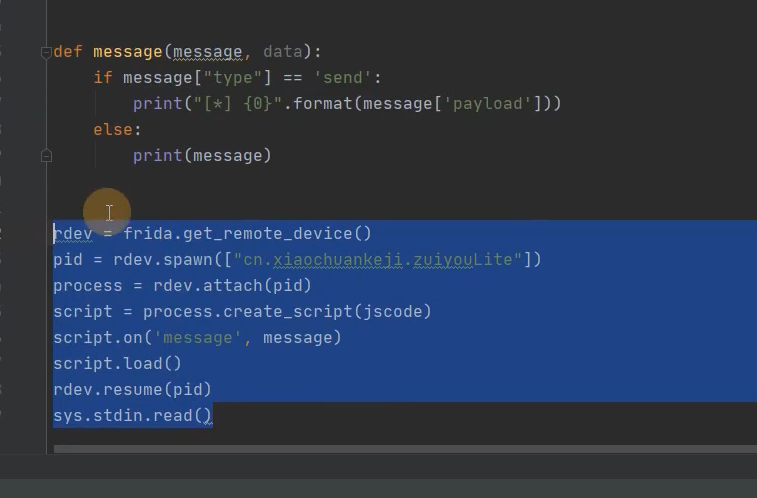 def message(message, data):
    if message["type"] == 'send':
        print("[*] {0}".format(message['payload']))
    else:
        print(message)
rdev = frida.get_remote_device()
pid = rdev.spawn(["cn.xiaochuankeji.zuiyouLite"])
process = rdev.attach(pid)
script = process.create_script(jscode)
script.on('message', message)
script.load()
rdev.resume(pid)
sys.stdin.read()